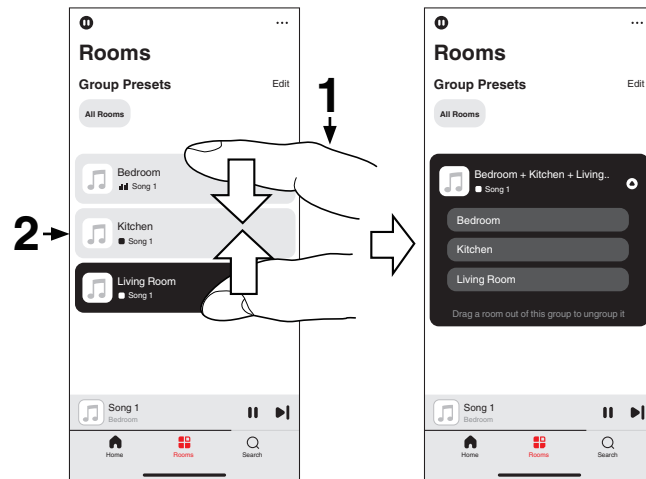 ...
Rooms
Group Presets Edit
All Rooms
Bedroom
Song 1
Kitchen
Song 1
Living Room
Song 1
Song 1
Bedroom
Home Rooms Search
1
2
...
Rooms
Group Presets Edit
All Rooms
Bedroom + Kitchen + Living..
Song 1
Bedroom
Kitchen
Living Room
Drag a room out of this group to ungroup it
Song 1
Bedroom
Home Rooms Search